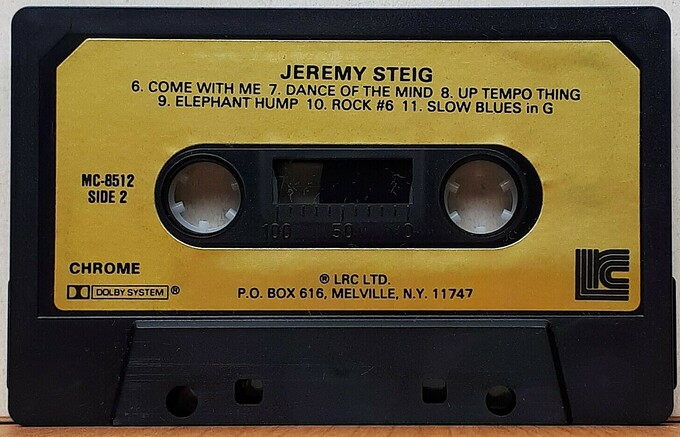 JEREMY STEIG
6. COME WITH ME 7. DANCE OF THE MIND 8. UP TEMPO THING
9. ELEPHANT HUMP 10. ROCK #6 11. SLOW BLUES in G
MC-8512
SIDE 2
100 50 0
CHROME
DOLBY SYSTEM ®
℗ LRC LTD.
P.O. BOX 616, MELVILLE, N.Y. 11747
LRC